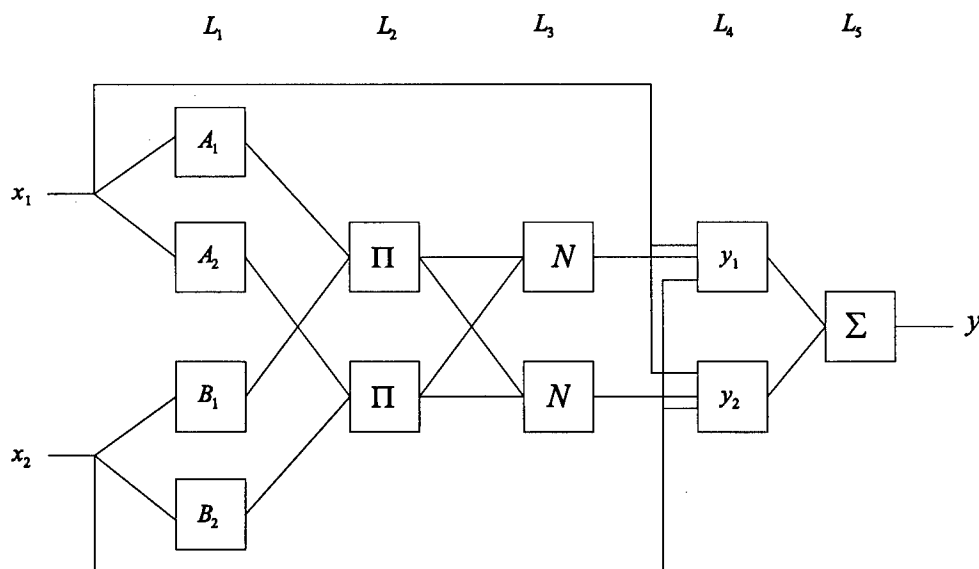 L₁ L₂ L₃ L₄ L₅
A₁
x₁
A₂ Π N y₁
Σ y
B₁ Π N y₂
x₂
B₂